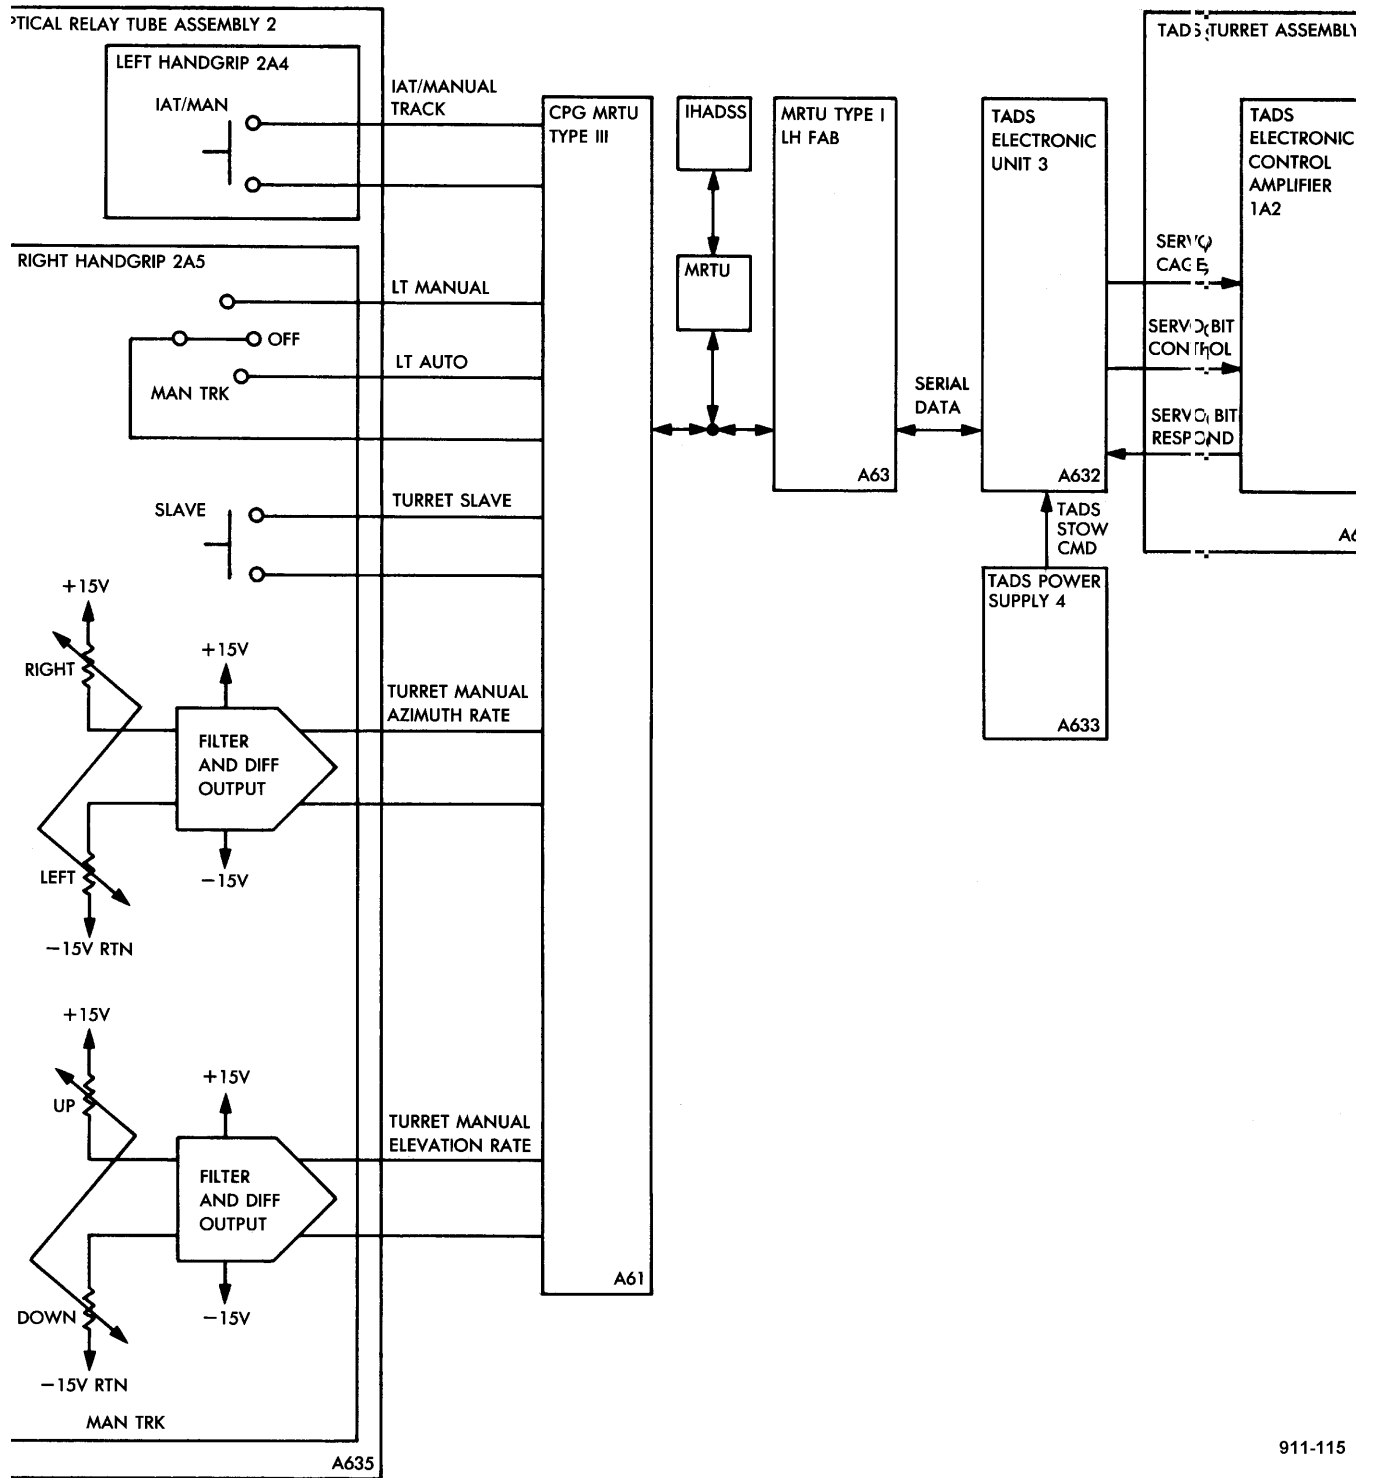 PTICAL RELAY TUBE ASSEMBLY 2
LEFT HANDGRIP 2A4
IAT/MAN
IAT/MANUAL
TRACK
RIGHT HANDGRIP 2A5
LT MANUAL
OFF
LT AUTO
MAN TRK
SLAVE
TURRET SLAVE
+15V
RIGHT
+15V
TURRET MANUAL
AZIMUTH RATE
FILTER
AND DIFF
OUTPUT
LEFT
−15V
−15V RTN
+15V
UP
+15V
TURRET MANUAL
ELEVATION RATE
FILTER
AND DIFF
OUTPUT
DOWN
−15V
−15V RTN
MAN TRK
A635
CPG MRTU
TYPE III
A61
IHADSS
MRTU
MRTU TYPE I
LH FAB
A63
SERIAL
DATA
TADS
ELECTRONIC
UNIT 3
A632
TADS
STOW
CMD
TADS POWER
SUPPLY 4
A633
TADS TURRET ASSEMBLY
TADS
ELECTRONIC
CONTROL
AMPLIFIER
1A2
SERVO
CAGE
SERVO BIT
CONTROL
SERVO BIT
RESPOND
911-115